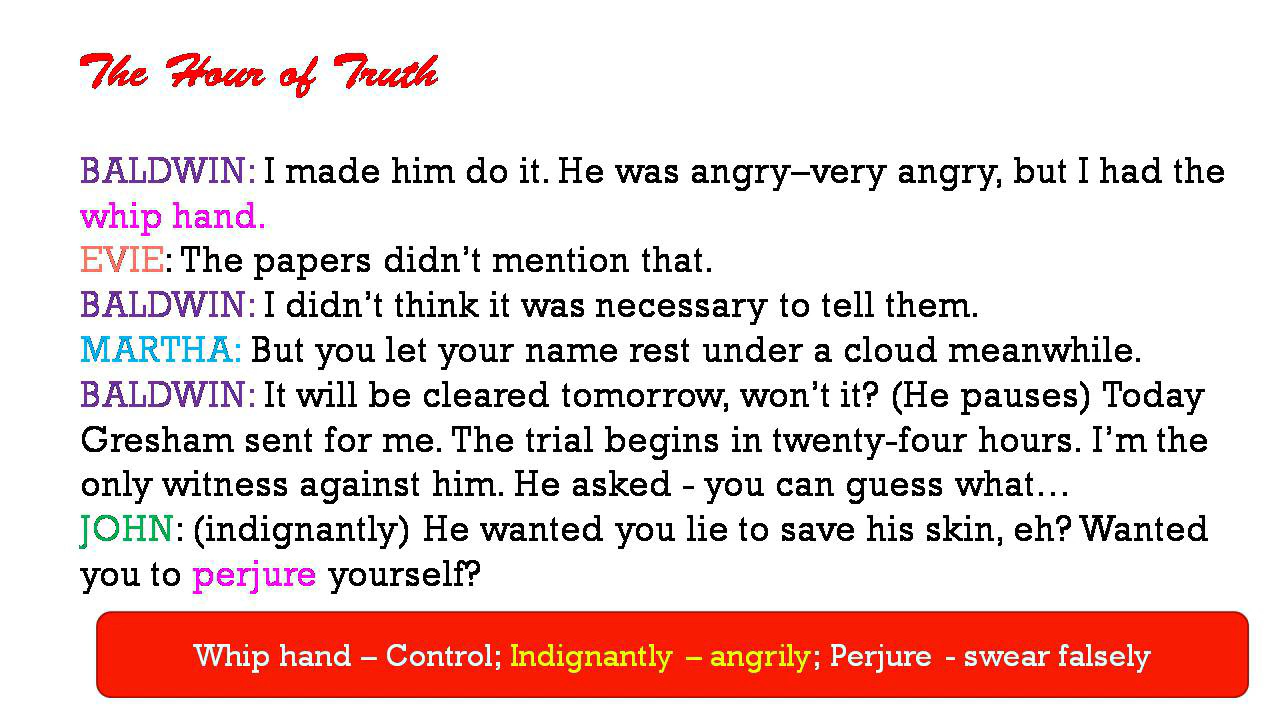 The Hour of Truth
BALDWIN: I made him do it. He was angry–very angry, but I had the
whip hand.
EVIE: The papers didn’t mention that.
BALDWIN: I didn’t think it was necessary to tell them.
MARTHA: But you let your name rest under a cloud meanwhile.
BALDWIN: It will be cleared tomorrow, won’t it? (He pauses) Today
Gresham sent for me. The trial begins in twenty-four hours. I’m the
only witness against him. He asked - you can guess what…
JOHN: (indignantly) He wanted you lie to save his skin, eh? Wanted
you to perjure yourself?
Whip hand – Control; Indignantly – angrily; Perjure - swear falsely